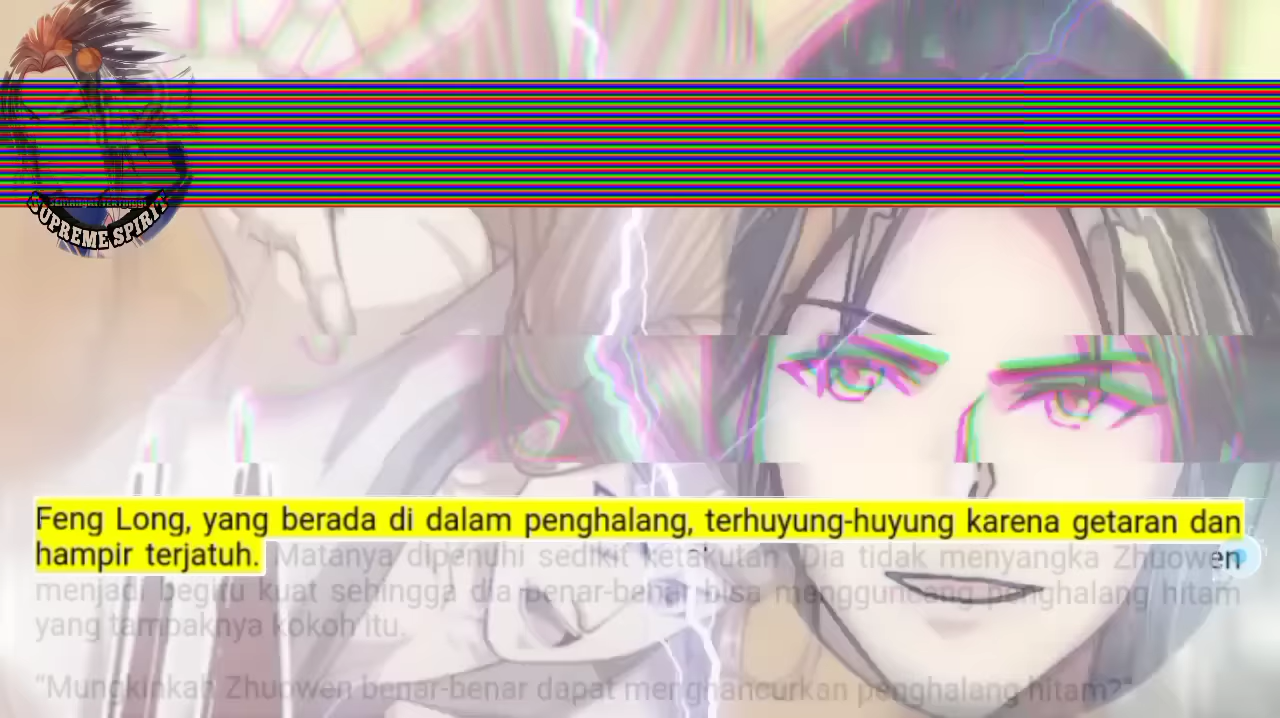 SEMANGAT TERTINGGI
SUPREME SPIRIT
Feng Long, yang berada di dalam penghalang, terhuyung-huyung karena getaran dan
hampir terjatuh. Matanya dipenuhi sedikit ketakutan. Dia tidak menyangka Zhuowen
menjadi begitu kuat sehingga dia benar-benar bisa mengguncang penghalang hitam
yang tampaknya kokoh itu.
“Mungkinkah Zhuowen benar-benar dapat menghancurkan penghalang hitam?”